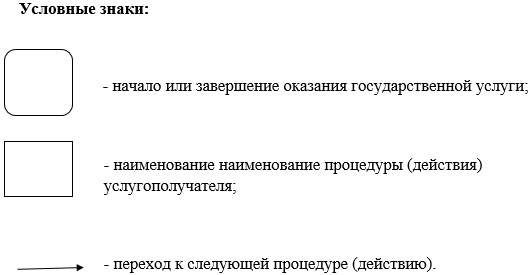 Условные знаки:
- начало или завершение оказания государственной услуги;
- наименование наименование процедуры (действия)
услугополучателя;
- переход к следующей процедуре (действию).